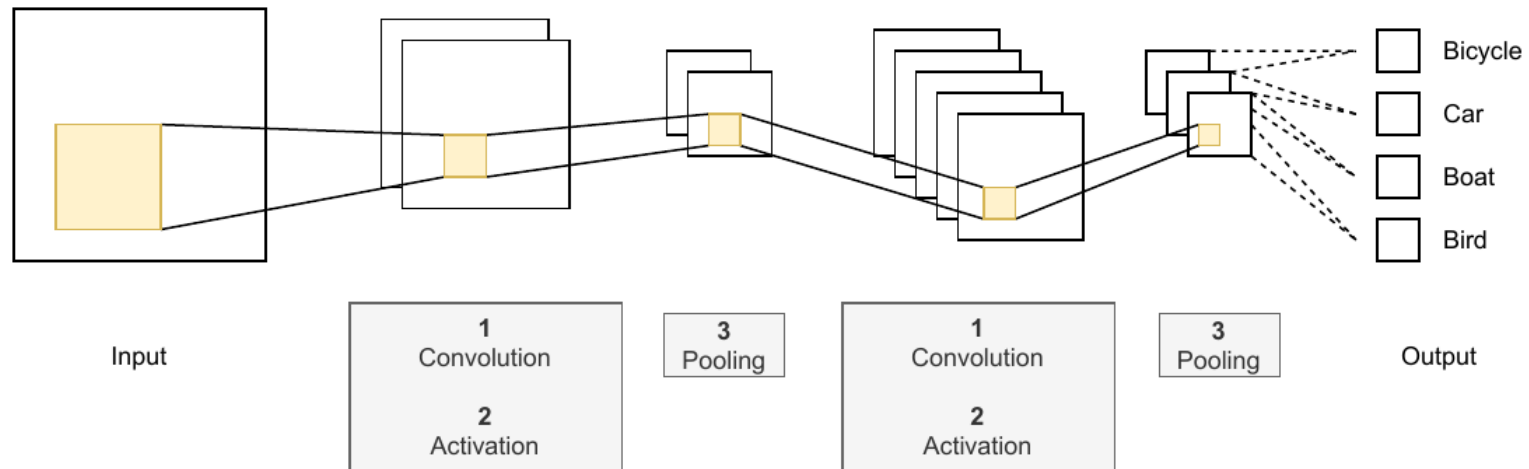 Bicycle
Car
Boat
Bird
Input
1
Convolution
2
Activation
3
Pooling
1
Convolution
2
Activation
3
Pooling
Output